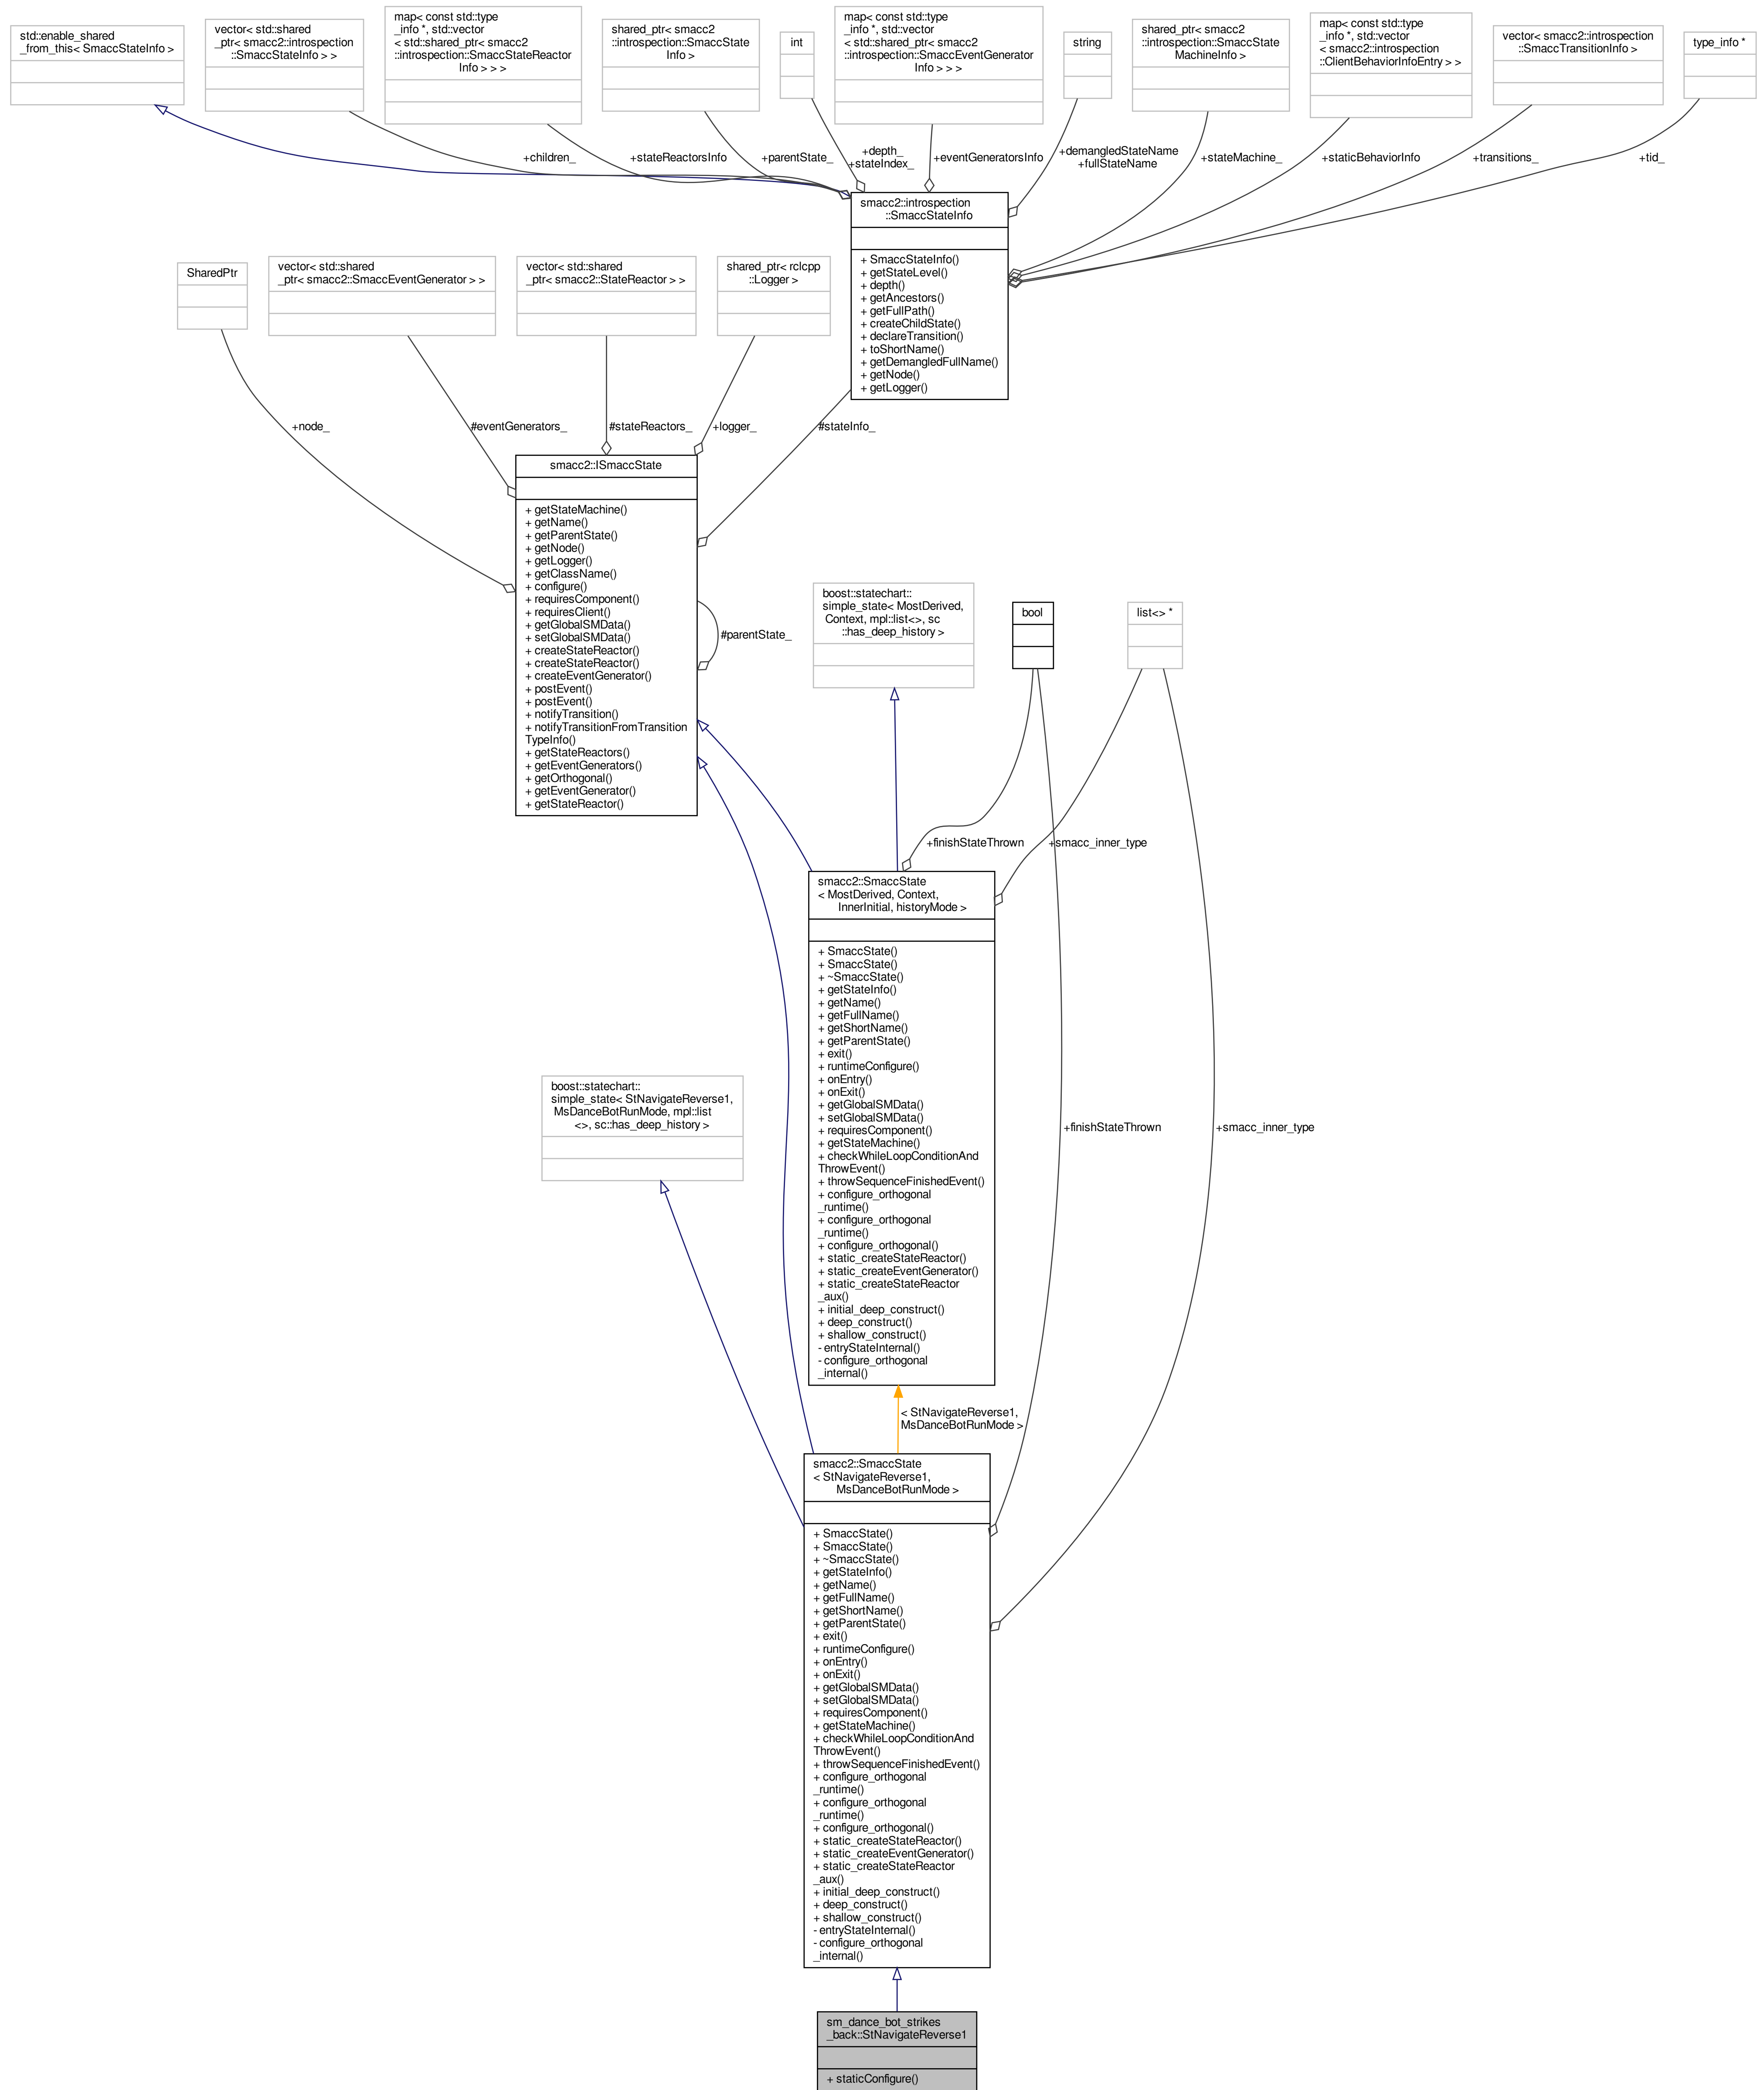 std::enable_shared
_from_this< SmaccStateInfo >
vector< std::shared
_ptr< smacc2::introspection
::SmaccStateInfo > >
map< const std::type
_info *, std::vector
< std::shared_ptr< smacc2
::introspection::SmaccStateReactor
Info > > >
shared_ptr< smacc2
::introspection::SmaccState
Info >
int
map< const std::type
_info *, std::vector
< std::shared_ptr< smacc2
::introspection::SmaccEventGenerator
Info > > >
string
shared_ptr< smacc2
::introspection::SmaccState
MachineInfo >
map< const std::type
_info *, std::vector
< smacc2::introspection
::ClientBehaviorInfoEntry > >
vector< smacc2::introspection
::SmaccTransitionInfo >
type_info *
+children_
+stateReactorsInfo
+parentState_
+depth_
+stateIndex_
+eventGeneratorsInfo
+demangledStateName
+fullStateName
+stateMachine_
+staticBehaviorInfo
+transitions_
+tid_
smacc2::introspection
::SmaccStateInfo
+ SmaccStateInfo()
+ getStateLevel()
+ depth()
+ getAncestors()
+ getFullPath()
+ createChildState()
+ declareTransition()
+ toShortName()
+ getDemangledFullName()
+ getNode()
+ getLogger()
SharedPtr
vector< std::shared
_ptr< smacc2::SmaccEventGenerator > >
vector< std::shared
_ptr< smacc2::StateReactor > >
shared_ptr< rclcpp
::Logger >
+node_
#eventGenerators_
#stateReactors_
+logger_
#stateInfo_
smacc2::ISmaccState
+ getStateMachine()
+ getName()
+ getParentState()
+ getNode()
+ getLogger()
+ getClassName()
+ configure()
+ requiresComponent()
+ requiresClient()
+ getGlobalSMData()
+ setGlobalSMData()
+ createStateReactor()
+ createStateReactor()
+ createEventGenerator()
+ postEvent()
+ postEvent()
+ notifyTransition()
+ notifyTransitionFromTransition
TypeInfo()
+ getStateReactors()
+ getEventGenerators()
+ getOrthogonal()
+ getEventGenerator()
+ getStateReactor()
#parentState_
boost::statechart::
simple_state< MostDerived,
Context, mpl::list<>, sc
::has_deep_history >
bool
list<> *
+finishStateThrown
+smacc_inner_type
smacc2::SmaccState
< MostDerived, Context,
InnerInitial, historyMode >
+ SmaccState()
+ SmaccState()
+ ~SmaccState()
+ getStateInfo()
+ getName()
+ getFullName()
+ getShortName()
+ getParentState()
+ exit()
+ runtimeConfigure()
+ onEntry()
+ onExit()
+ getGlobalSMData()
+ setGlobalSMData()
+ requiresComponent()
+ getStateMachine()
+ checkWhileLoopConditionAnd
ThrowEvent()
+ throwSequenceFinishedEvent()
+ configure_orthogonal
_runtime()
+ configure_orthogonal
_runtime()
+ configure_orthogonal()
+ static_createStateReactor()
+ static_createEventGenerator()
+ static_createStateReactor
_aux()
+ initial_deep_construct()
+ deep_construct()
+ shallow_construct()
- entryStateInternal()
- configure_orthogonal
_internal()
boost::statechart::
simple_state< StNavigateReverse1,
MsDanceBotRunMode, mpl::list
<>, sc::has_deep_history >
+finishStateThrown
+smacc_inner_type
< StNavigateReverse1,
MsDanceBotRunMode >
smacc2::SmaccState
< StNavigateReverse1,
MsDanceBotRunMode >
+ SmaccState()
+ SmaccState()
+ ~SmaccState()
+ getStateInfo()
+ getName()
+ getFullName()
+ getShortName()
+ getParentState()
+ exit()
+ runtimeConfigure()
+ onEntry()
+ onExit()
+ getGlobalSMData()
+ setGlobalSMData()
+ requiresComponent()
+ getStateMachine()
+ checkWhileLoopConditionAnd
ThrowEvent()
+ throwSequenceFinishedEvent()
+ configure_orthogonal
_runtime()
+ configure_orthogonal
_runtime()
+ configure_orthogonal()
+ static_createStateReactor()
+ static_createEventGenerator()
+ static_createStateReactor
_aux()
+ initial_deep_construct()
+ deep_construct()
+ shallow_construct()
- entryStateInternal()
- configure_orthogonal
_internal()
sm_dance_bot_strikes
_back::StNavigateReverse1
+ staticConfigure()